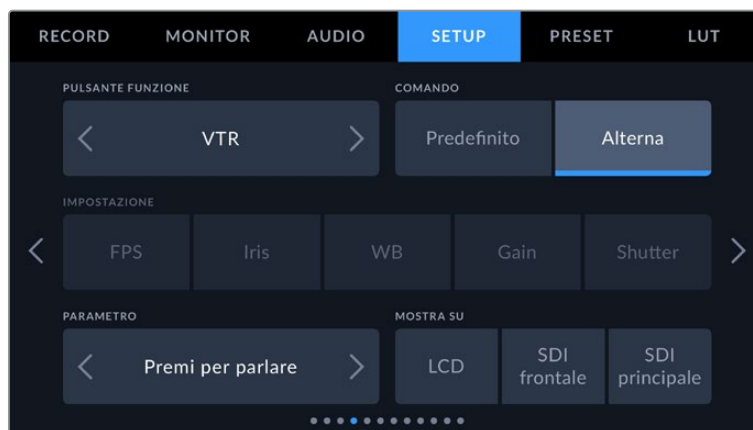 RECORD MONITOR AUDIO SETUP PRESET LUT
PULSANTE FUNZIONE COMANDO
VTR Predefinito Alterna
IMPOSTAZIONE
FPS Iris WB Gain Shutter
PARAMETRO MOSTRA SU
Premi per parlare LCD SDI frontale SDI principale